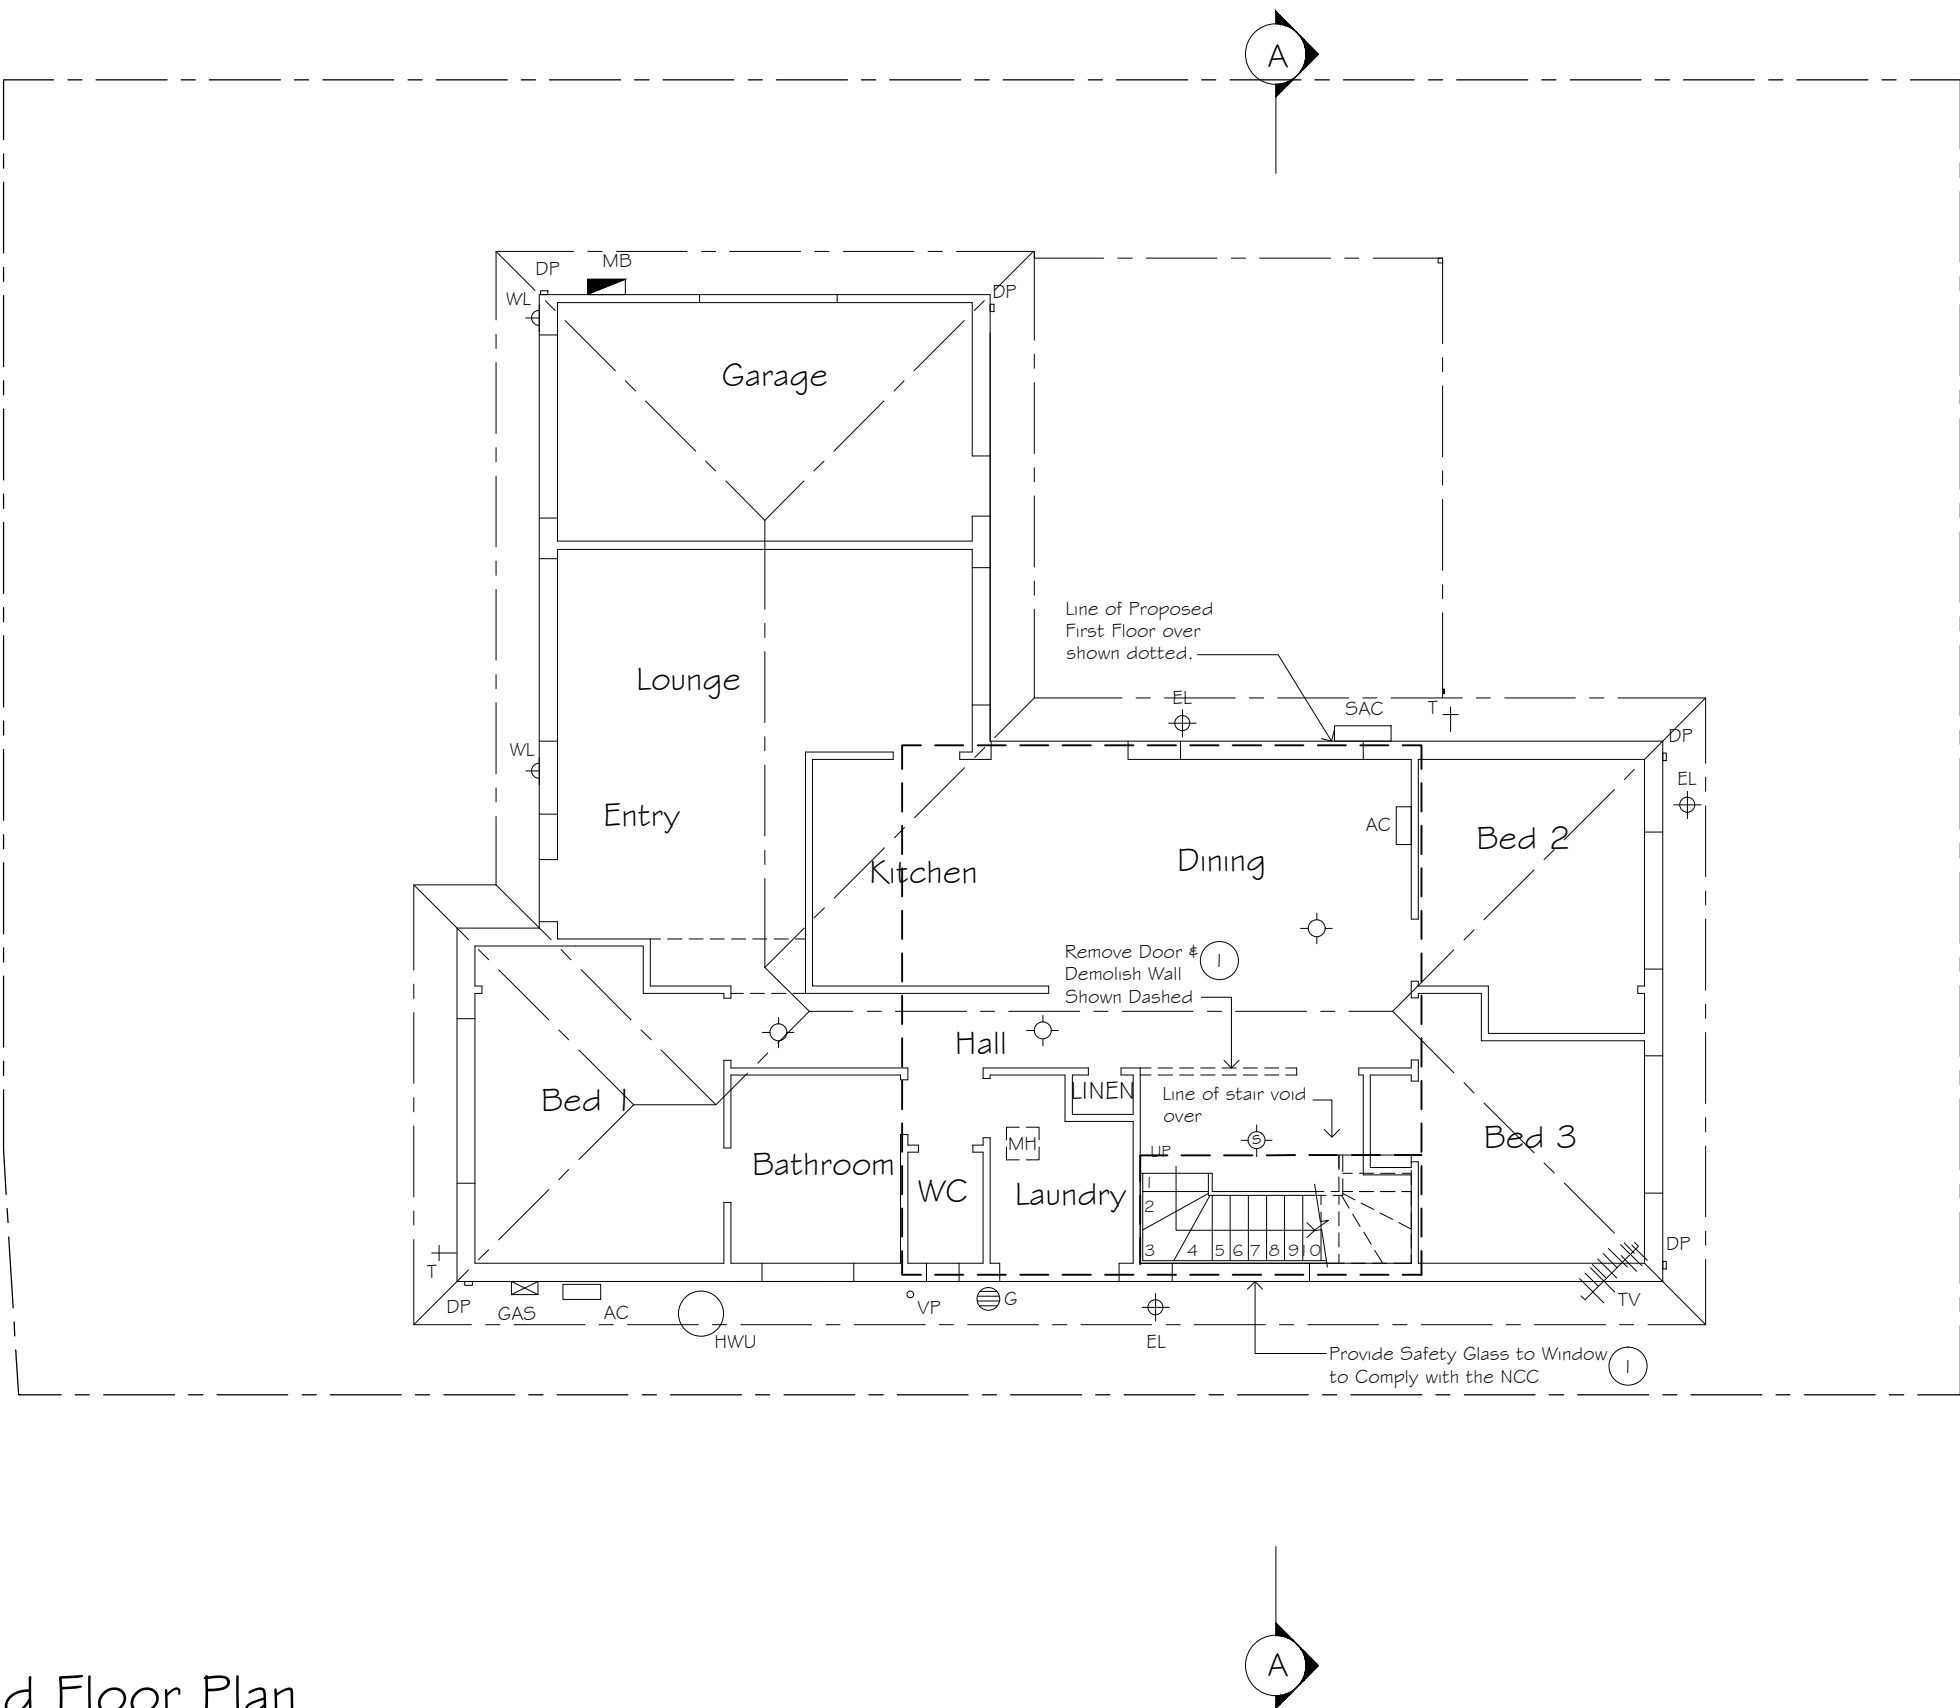 A
DP
MB
WL
DP
Garage
Line of Proposed
First Floor over
shown dotted.
Lounge
EL
SAC
T
DP
WL
EL
Entry
AC
Bed 2
Kitchen
Dining
Remove Door &
Demolish Wall
Shown Dashed
1
Hall
LINEN
Line of stair void
over
Bed 1
MH
S
Bed 3
UP
Bathroom
WC
Laundry
1
2
3 4 5 6 7 8 9 10
DP
T
DP
GAS
AC
HWU
VP
G
EL
TV
Provide Safety Glass to Window
to Comply with the NCC
1
A
d Floor Plan